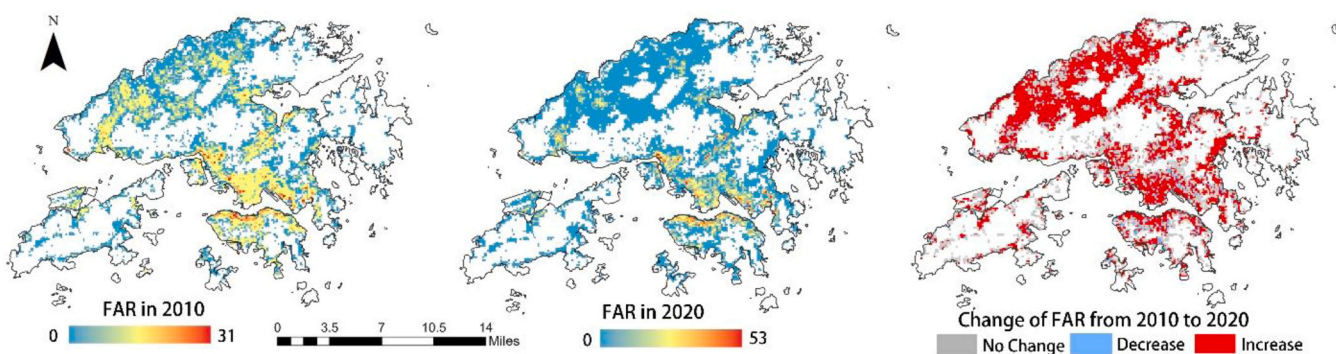 N
FAR in 2010
0 31
0 3.5 7 10.5 14
Miles
FAR in 2020
0 53
Change of FAR from 2010 to 2020
No Change Decrease Increase